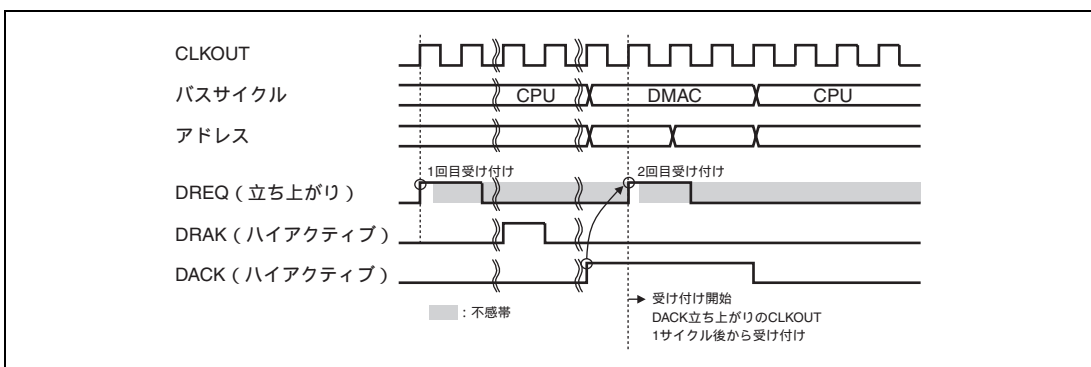 CLKOUT
バスサイクル
CPU
DMAC
CPU
アドレス
1回目受け付け
2回目受け付け
DREQ（立ち上がり）
DRAK（ハイアクティブ）
DACK（ハイアクティブ）
：不感帯
受け付け開始
DACK立ち上がりのCLKOUT
1サイクル後から受け付け